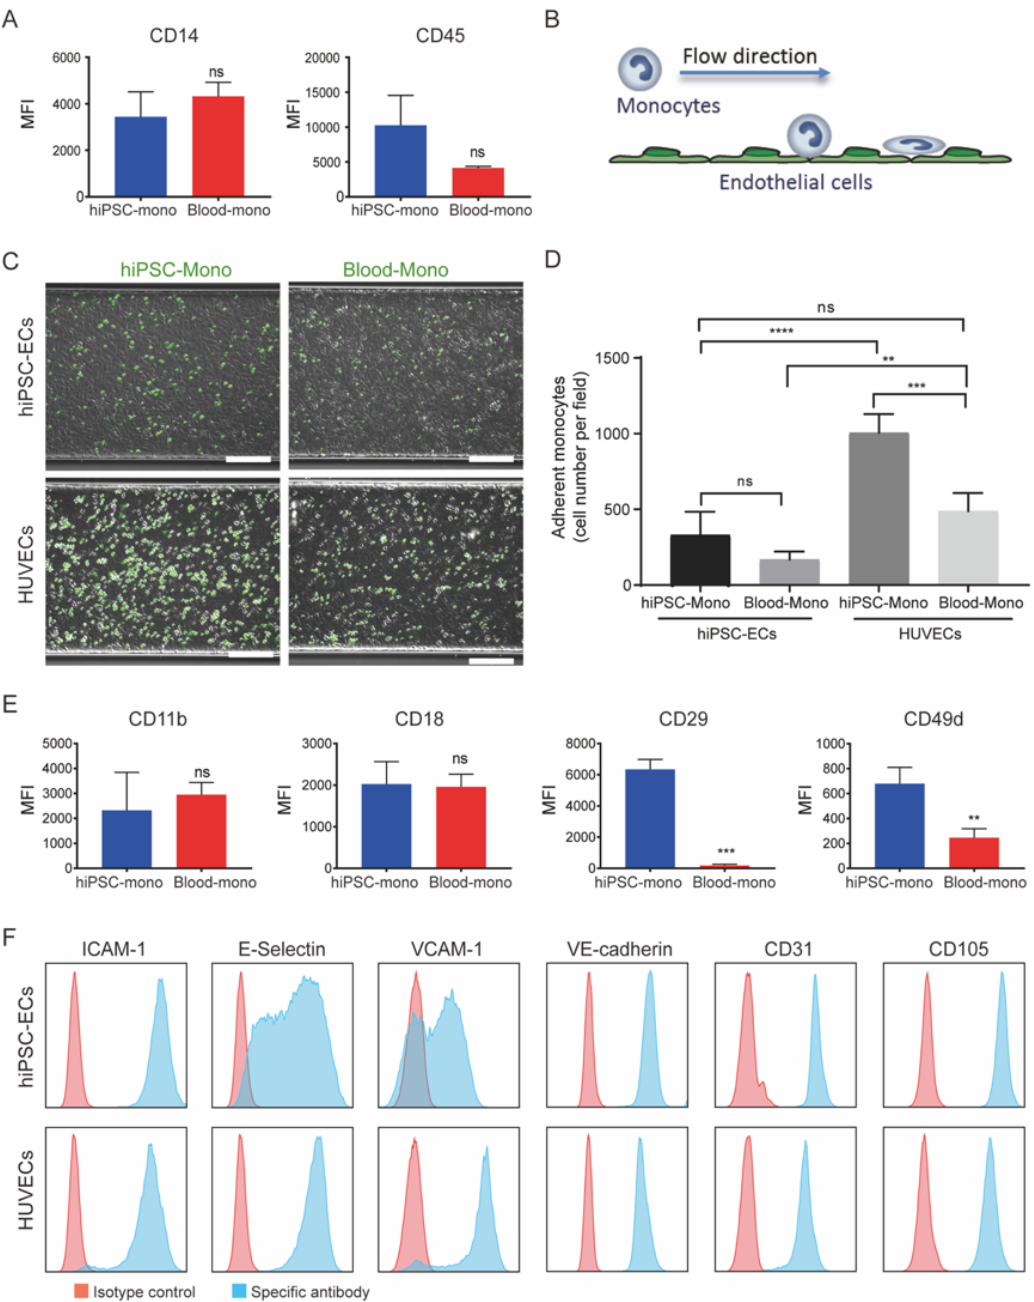 A
CD14
MFI
6000
4000
2000
0
ns
hiPSC-mono
Blood-mono
CD45
MFI
20000
15000
10000
5000
0
ns
hiPSC-mono
Blood-mono
B
Flow direction
Monocytes
Endothelial cells
C
hiPSC-Mono
Blood-Mono
hiPSC-ECs
HUVECs
D
ns
****
**
***
ns
Adherent monocytes
(cell number per field)
1500
1000
500
0
hiPSC-Mono
Blood-Mono
hiPSC-Mono
Blood-Mono
hiPSC-ECs
HUVECs
E
CD11b
MFI
5000
4000
3000
2000
1000
0
ns
hiPSC-mono
Blood-mono
CD18
MFI
3000
2000
1000
0
ns
hiPSC-mono
Blood-mono
CD29
MFI
8000
6000
4000
2000
0
***
hiPSC-mono
Blood-mono
CD49d
MFI
1000
800
600
400
200
0
**
hiPSC-mono
Blood-mono
F
ICAM-1
E-Selectin
VCAM-1
VE-cadherin
CD31
CD105
hiPSC-ECs
HUVECs
Isotype control
Specific antibody